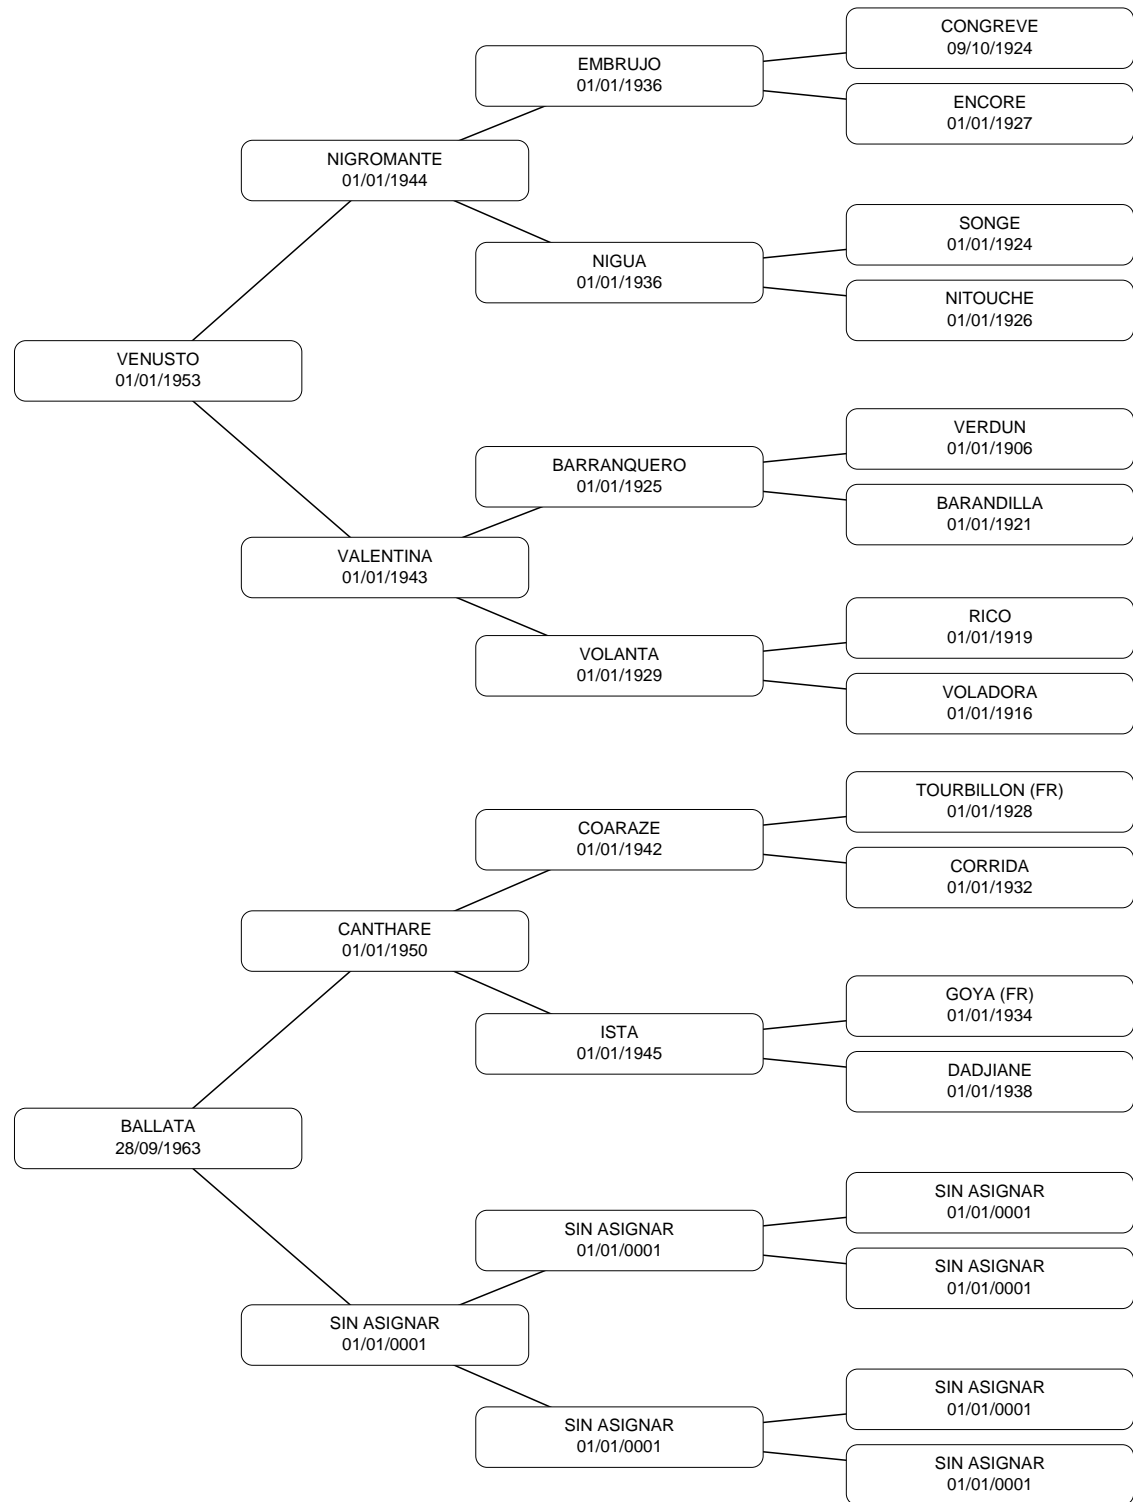 CONGREVE
09/10/1924
EMBRUJO
01/01/1936
ENCORE
01/01/1927
NIGROMANTE
01/01/1944
SONGE
01/01/1924
NIGUA
01/01/1936
NITOUCHE
01/01/1926
VENUSTO
01/01/1953
VERDUN
01/01/1906
BARRANQUERO
01/01/1925
BARANDILLA
01/01/1921
VALENTINA
01/01/1943
RICO
01/01/1919
VOLANTA
01/01/1929
VOLADORA
01/01/1916
TOURBILLON (FR)
01/01/1928
COARAZE
01/01/1942
CORRIDA
01/01/1932
CANTHARE
01/01/1950
GOYA (FR)
01/01/1934
ISTA
01/01/1945
DADJIANE
01/01/1938
BALLATA
28/09/1963
SIN ASIGNAR
01/01/0001
SIN ASIGNAR
01/01/0001
SIN ASIGNAR
01/01/0001
SIN ASIGNAR
01/01/0001
SIN ASIGNAR
01/01/0001
SIN ASIGNAR
01/01/0001
SIN ASIGNAR
01/01/0001